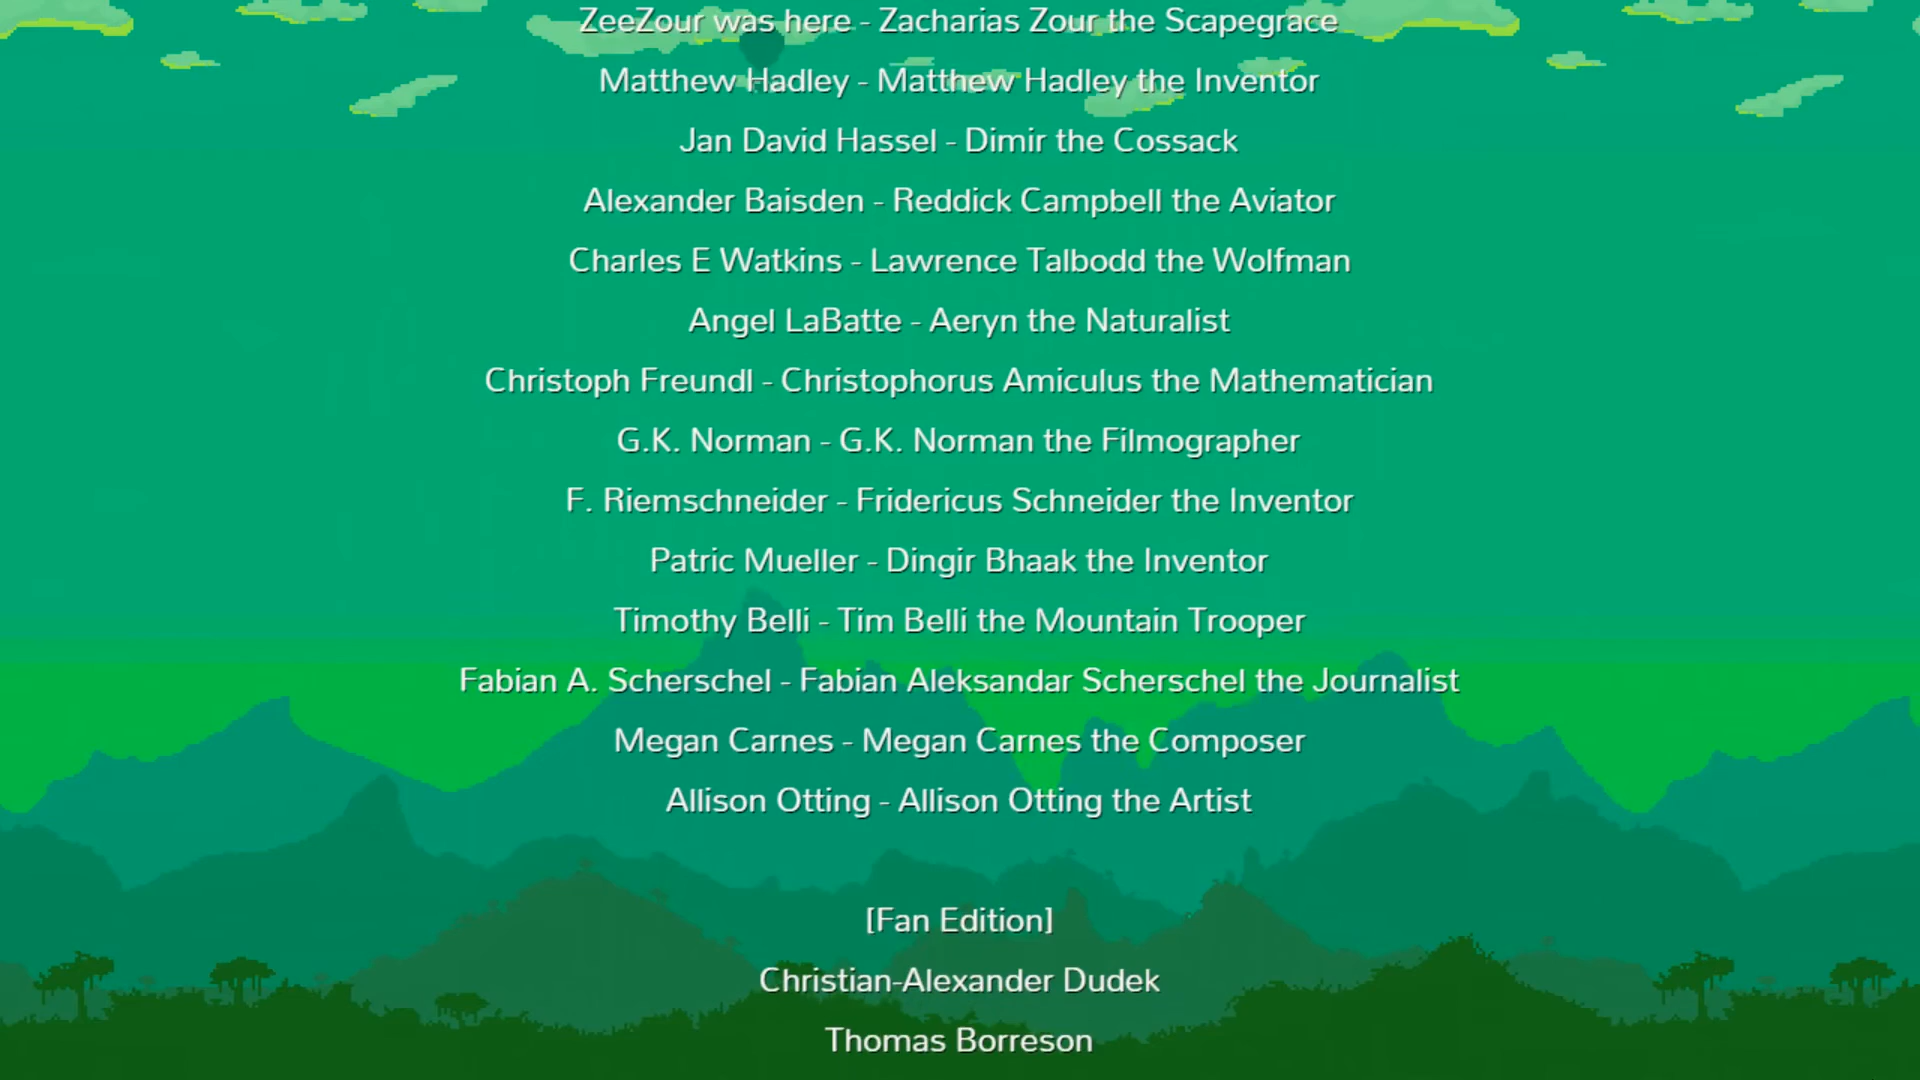 ZeeZour was here - Zacharias Zour the Scapegrace
Matthew Hadley - Matthew Hadley the Inventor
Jan David Hassel - Dimir the Cossack
Alexander Baisden - Reddick Campbell the Aviator
Charles E Watkins - Lawrence Talbodd the Wolfman
Angel LaBatte - Aeryn the Naturalist
Christoph Freundl - Christophorus Amiculus the Mathematician
G.K. Norman - G.K. Norman the Filmographer
F. Riemschneider - Fridericus Schneider the Inventor
Patric Mueller - Dingir Bhaak the Inventor
Timothy Belli - Tim Belli the Mountain Trooper
Fabian A. Scherschel - Fabian Aleksandar Scherschel the Journalist
Megan Carnes - Megan Carnes the Composer
Allison Otting - Allison Otting the Artist
[Fan Edition]
Christian-Alexander Dudek
Thomas Borreson